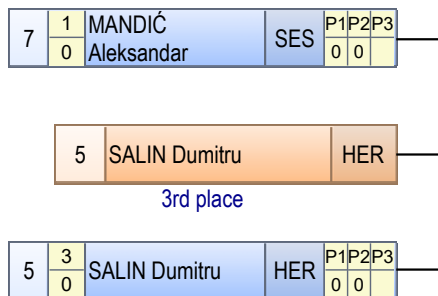 7 1 MANDIĆ SES P1 P2 P3
0 Aleksandar 0 0
5 SALIN Dumitru HER
3rd place
5 3 SALIN Dumitru HER P1 P2 P3
0 0 0